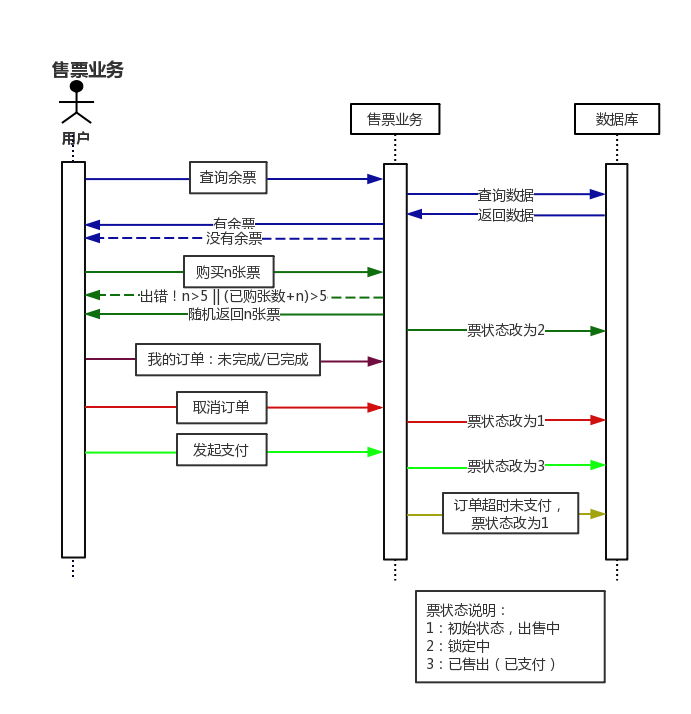 售票业务
用户
售票业务
数据库
查询余票
查询数据
返回数据
有余票
没有余票
购买n张票
出错！n>5 || (已购张数+n)>5
随机返回n张票
票状态改为2
我的订单：未完成/已完成
取消订单
票状态改为1
发起支付
票状态改为3
订单超时未支付，
票状态改为1
票状态说明：
1：初始状态，出售中
2：锁定中
3：已售出（已支付）